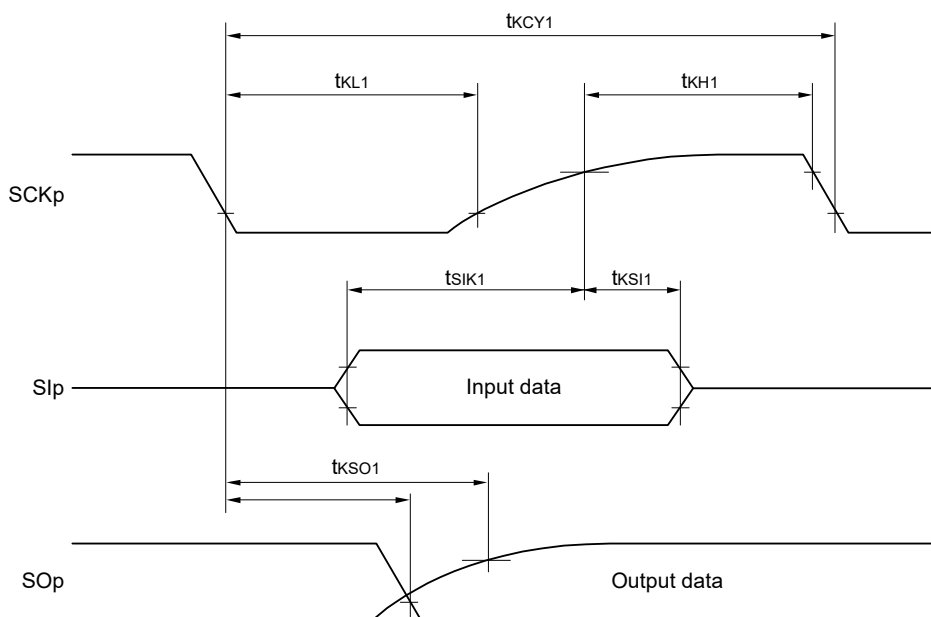 tKCY1
tKL1
tKH1
SCKp
tSIK1
tKSI1
SIp
Input data
tKSO1
SOp
Output data